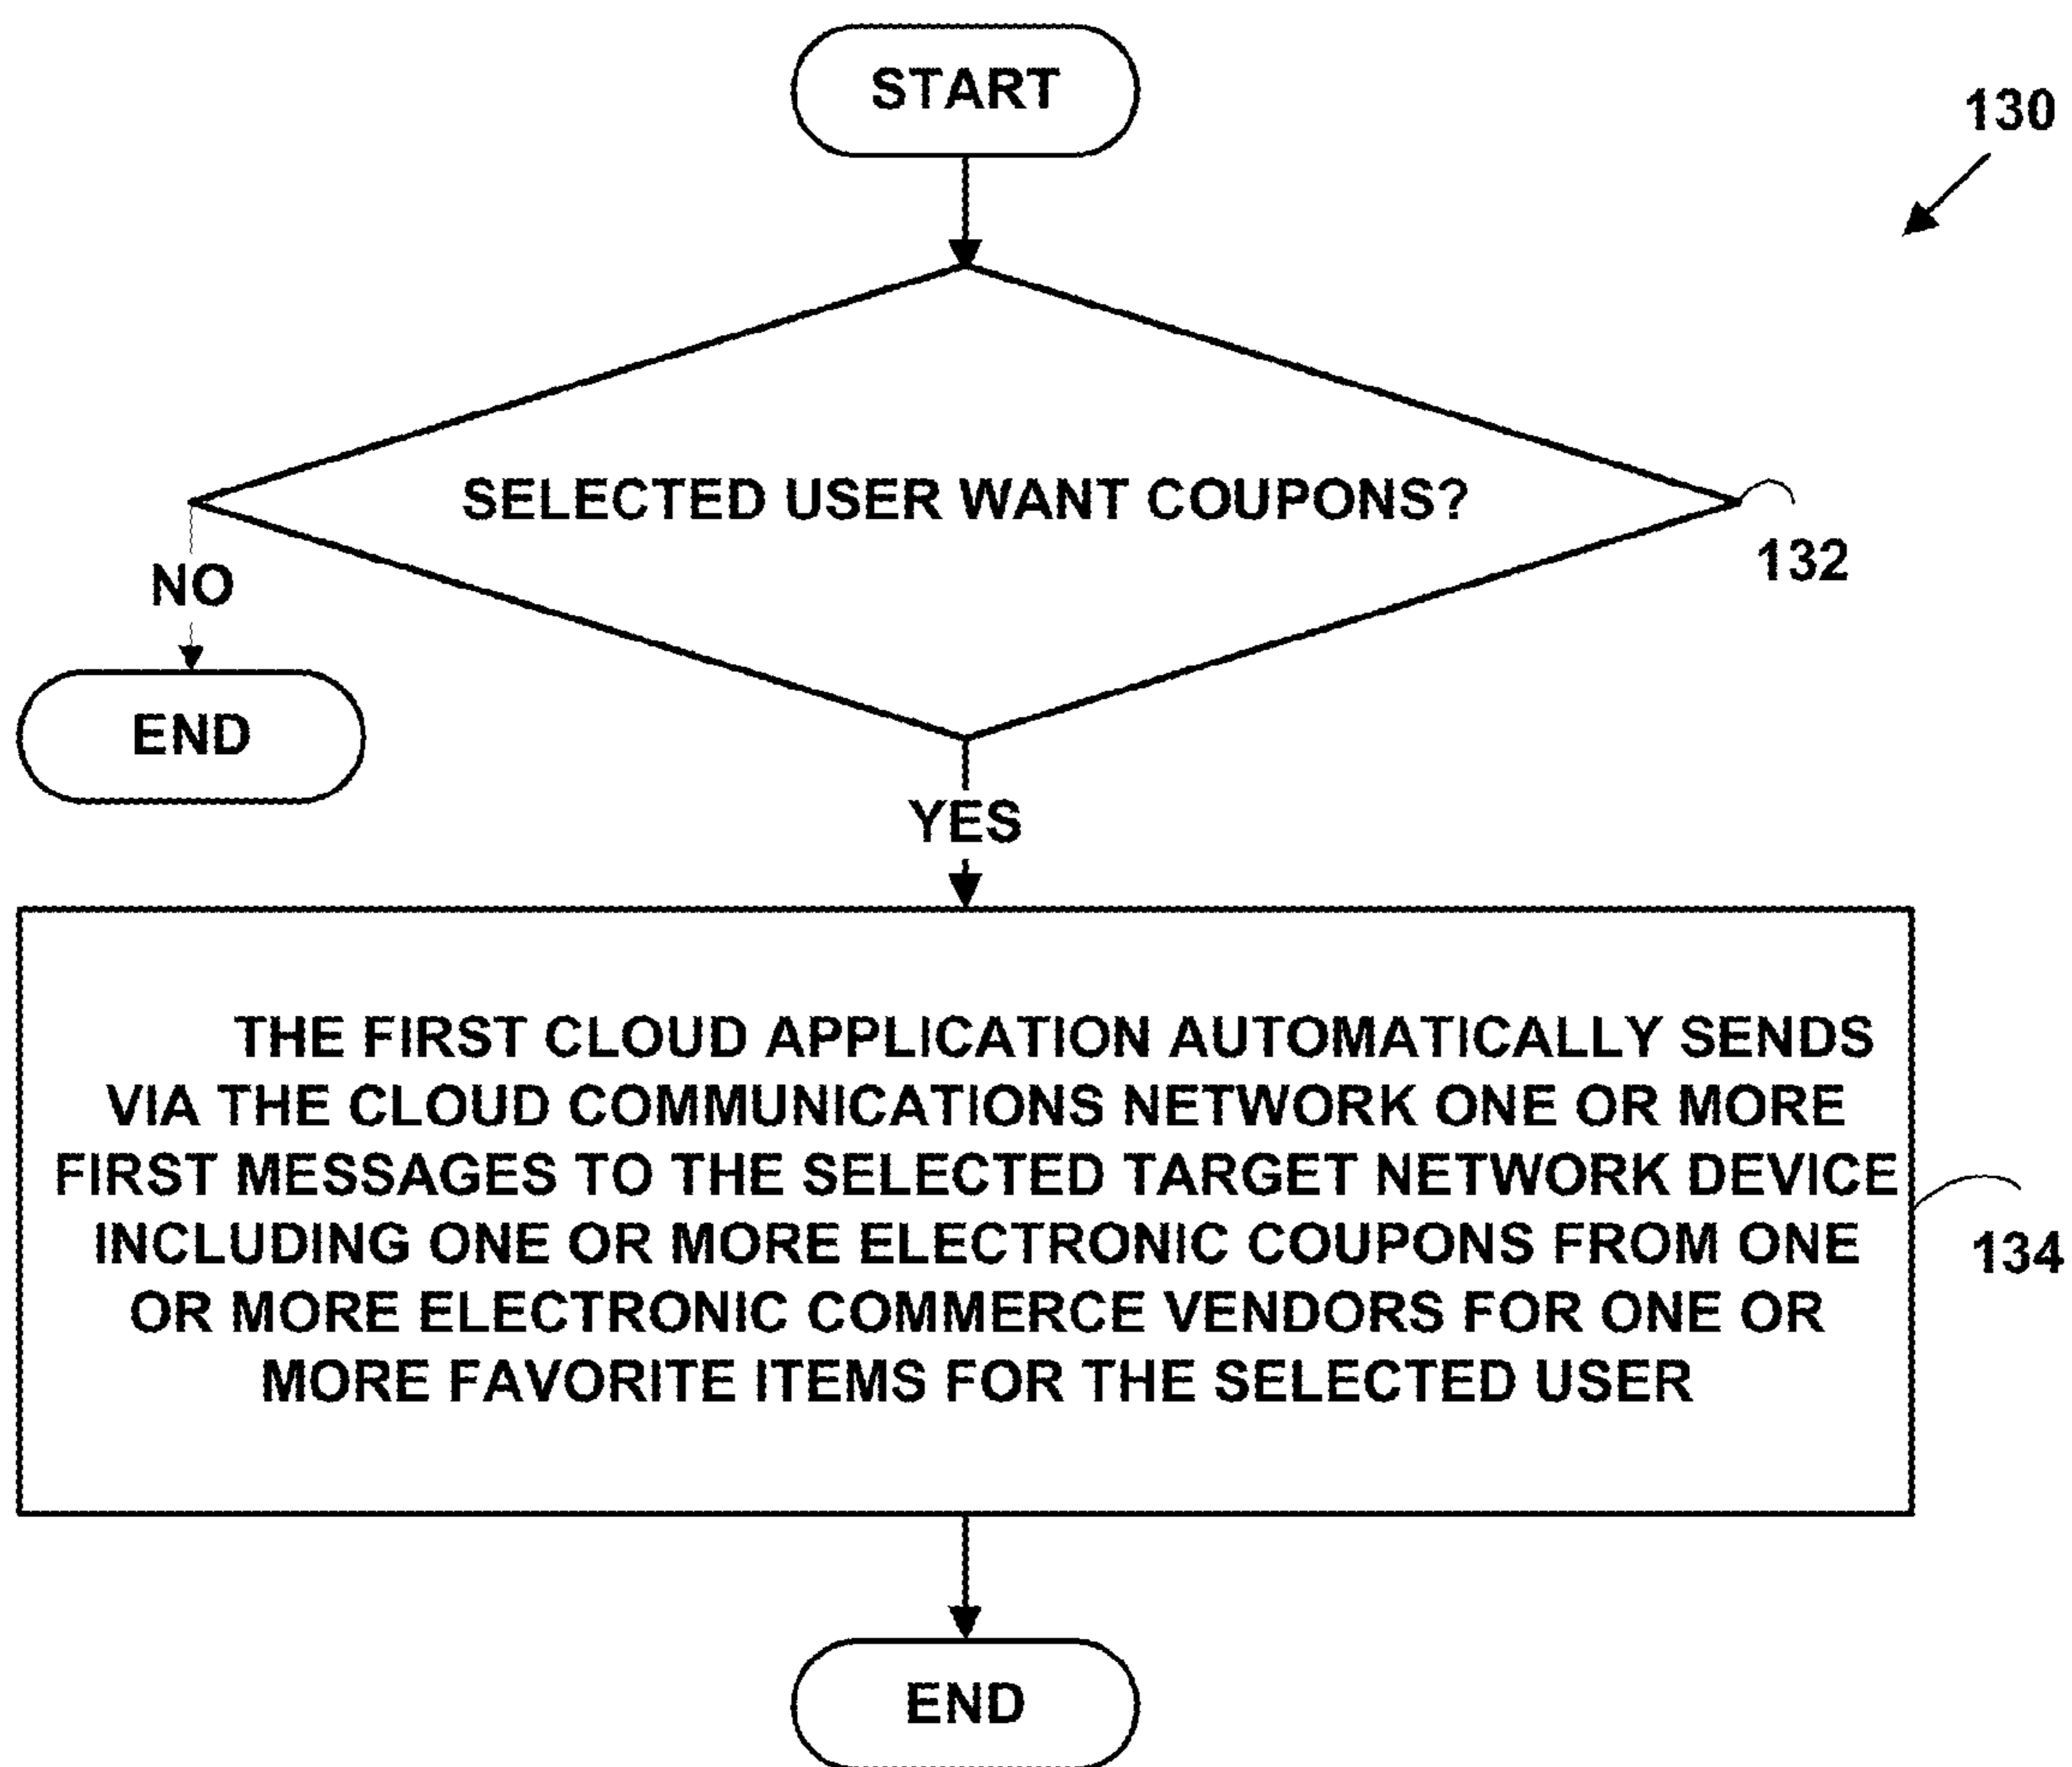 START
130
SELECTED USER WANT COUPONS?
132
NO
END
YES
THE FIRST CLOUD APPLICATION AUTOMATICALLY SENDS
VIA THE CLOUD COMMUNICATIONS NETWORK ONE OR MORE
FIRST MESSAGES TO THE SELECTED TARGET NETWORK DEVICE
INCLUDING ONE OR MORE ELECTRONIC COUPONS FROM ONE
OR MORE ELECTRONIC COMMERCE VENDORS FOR ONE OR
MORE FAVORITE ITEMS FOR THE SELECTED USER
134
END